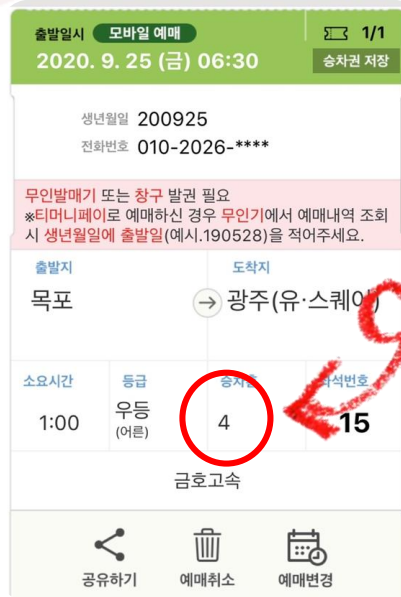 출발일시 모바일 예매 1/1
2020. 9. 25 (금) 06:30 승차권 저장
생년월일 200925
전화번호 010-2026-****
무인발매기 또는 창구 발권 필요
※티머니페이로 예매하신 경우 무인기에서 예매내역 조회
시 생년월일에 출발일(예시.190528)을 적어주세요.
출발지 도착지
목포 광주(유·스퀘어)
소요시간 등급 승차홈 좌석번호
1:00 우등 4 15
(어른)
금호고속
공유하기 예매취소 예매변경